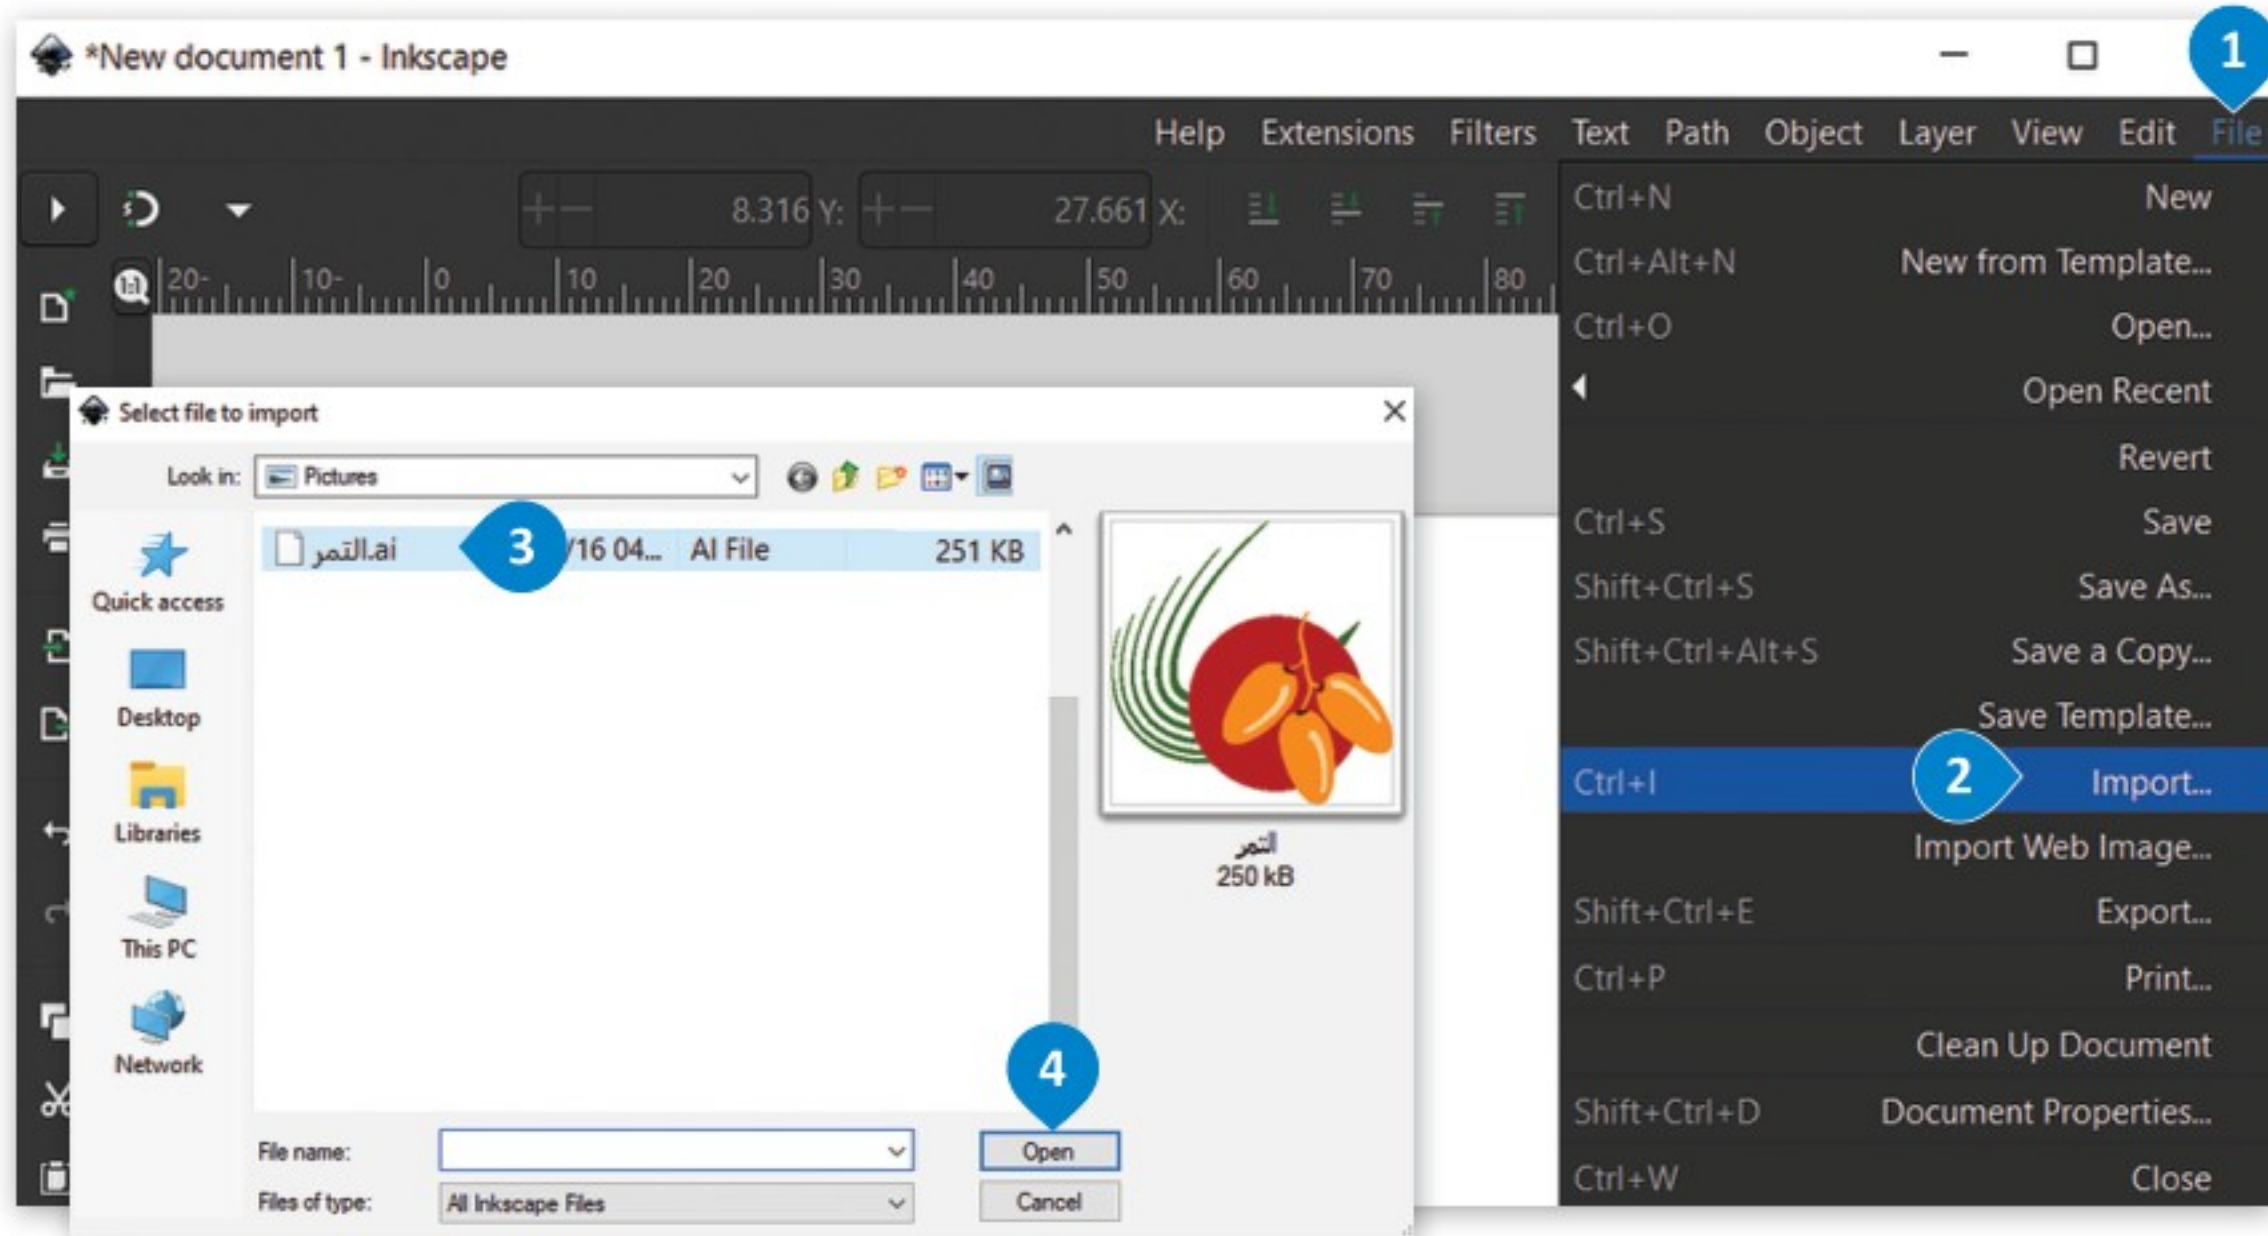 *New document 1 - Inkscape
1
Help Extensions Filters Text Path Object Layer View Edit File
8.316 Y: 27.661 X:
1:1 20- 10- 0 10 20 30 40 50 60 70 80
Ctrl+N New
Ctrl+Alt+N New from Template...
Ctrl+O Open...
Open Recent
Revert
Ctrl+S Save
Shift+Ctrl+S Save As...
Shift+Ctrl+Alt+S Save a Copy...
Save Template...
Ctrl+I 2 Import...
Import Web Image...
Shift+Ctrl+E Export...
Ctrl+P Print...
Clean Up Document
Shift+Ctrl+D Document Properties...
Ctrl+W Close
Select file to import
Look in: Pictures
التمر.ai 3 /16 04... AI File 251 KB
Quick access
Desktop
Libraries
This PC
Network
التمر
250 kB
4
File name: Open
Files of type: All Inkscape Files Cancel